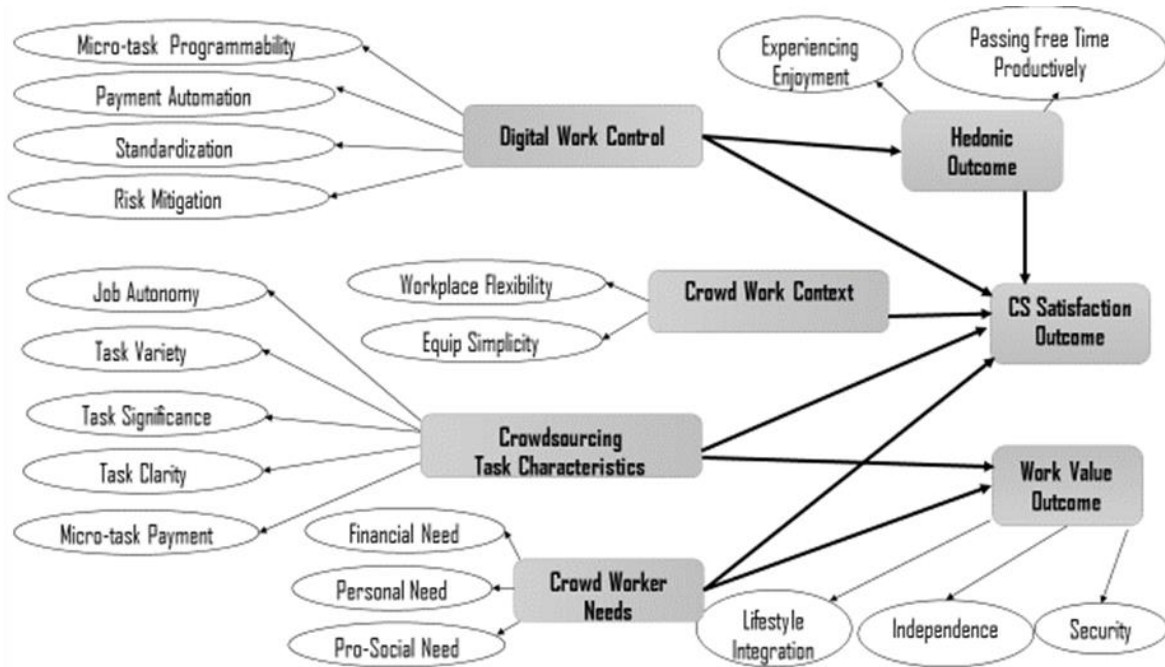 Micro-task Programmability
Payment Automation
Standardization
Risk Mitigation
Digital Work Control
Experiencing
Enjoyment
Passing Free Time
Productively
Hedonic
Outcome
Job Autonomy
Task Variety
Task Significance
Task Clarity
Micro-task Payment
Workplace Flexibility
Equip Simplicity
Crowd Work Context
CS Satisfaction
Outcome
Crowdsourcing
Task Characteristics
Work Value
Outcome
Financial Need
Personal Need
Pro-Social Need
Crowd Worker
Needs
Lifestyle
Integration
Independence
Security